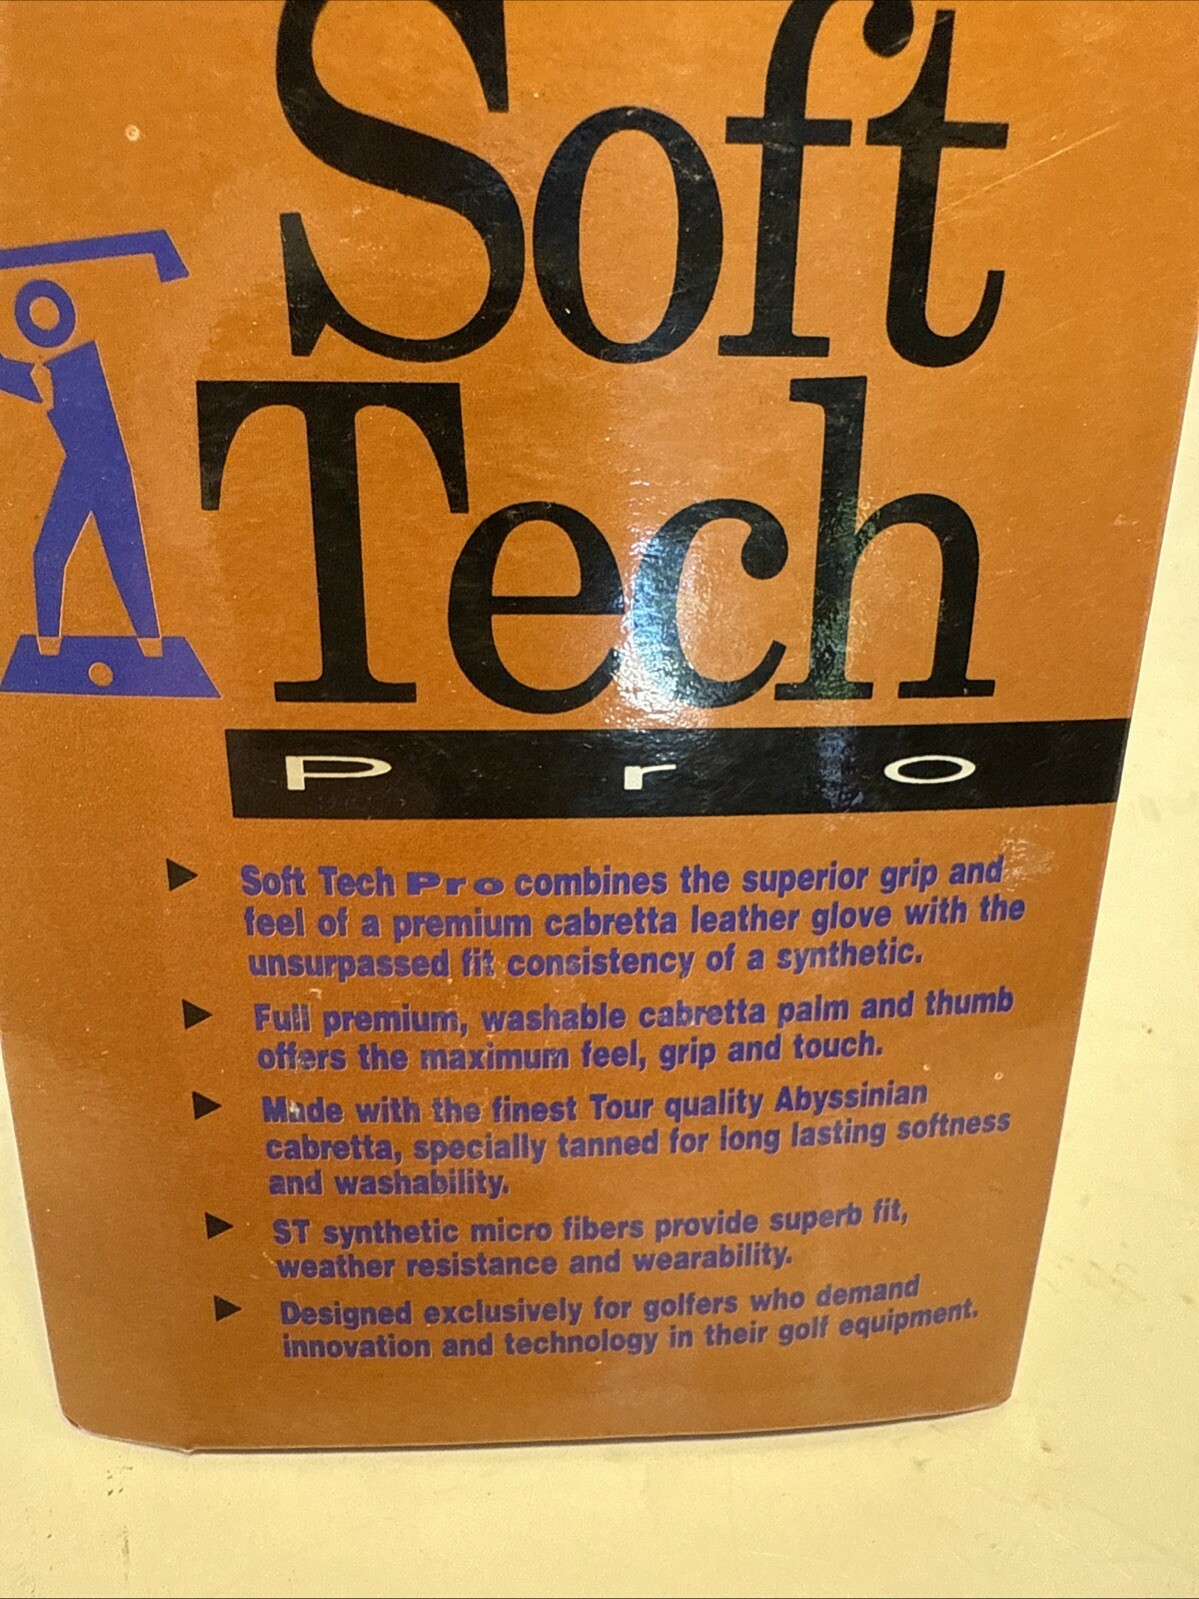 Soft
Tech
Pro
▶ Soft Tech Pro combines the superior grip and
feel of a premium cabretta leather glove with the
unsurpassed fit consistency of a synthetic.
▶ Full premium, washable cabretta palm and thumb
offers the maximum feel, grip and touch.
▶ Made with the finest Tour quality Abyssinian
cabretta, specially tanned for long lasting softness
and washability.
▶ ST synthetic micro fibers provide superb fit,
weather resistance and wearability.
▶ Designed exclusively for golfers who demand
innovation and technology in their golf equipment.